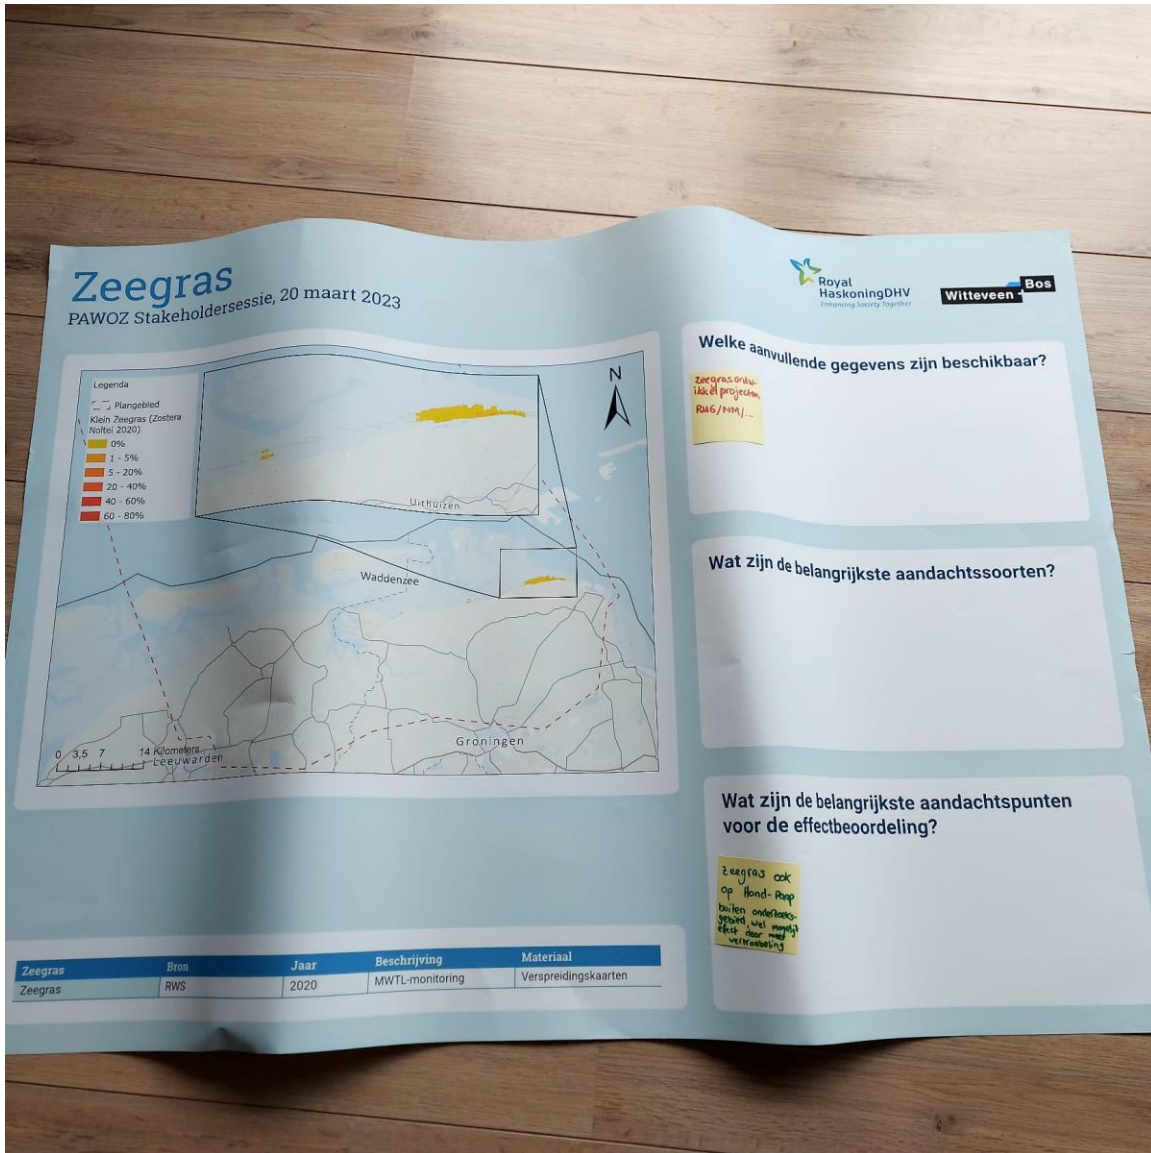 Zeegras
PAWOZ Stakeholdersessie, 20 maart 2023
Royal
HaskoningDHV
Enhancing Society Together
Witteveen + Bos
Legenda
Plangebied
Klein Zeegras (Zostera
Noltei 2020)
0%
1 - 5%
5 - 20%
20 - 40%
40 - 60%
60 - 80%
Uithuizen
N
Waddenzee
Groningen
Leeuwarden
0 3,5 7 14 Kilometers
Welke aanvullende gegevens zijn beschikbaar?
zeegrasontw-
ikkel projecten
RUG/NM/...
Wat zijn de belangrijkste aandachtssoorten?
Wat zijn de belangrijkste aandachtspunten
voor de effectbeoordeling?
zeegras ook
op Hond-Paap
buiten onderzoeks-
gebied, wel mogelijk
effect door
vertroebeling
Zeegras Bron Jaar Beschrijving Materiaal
Zeegras RWS 2020 MWTL-monitoring Verspreidingskaarten